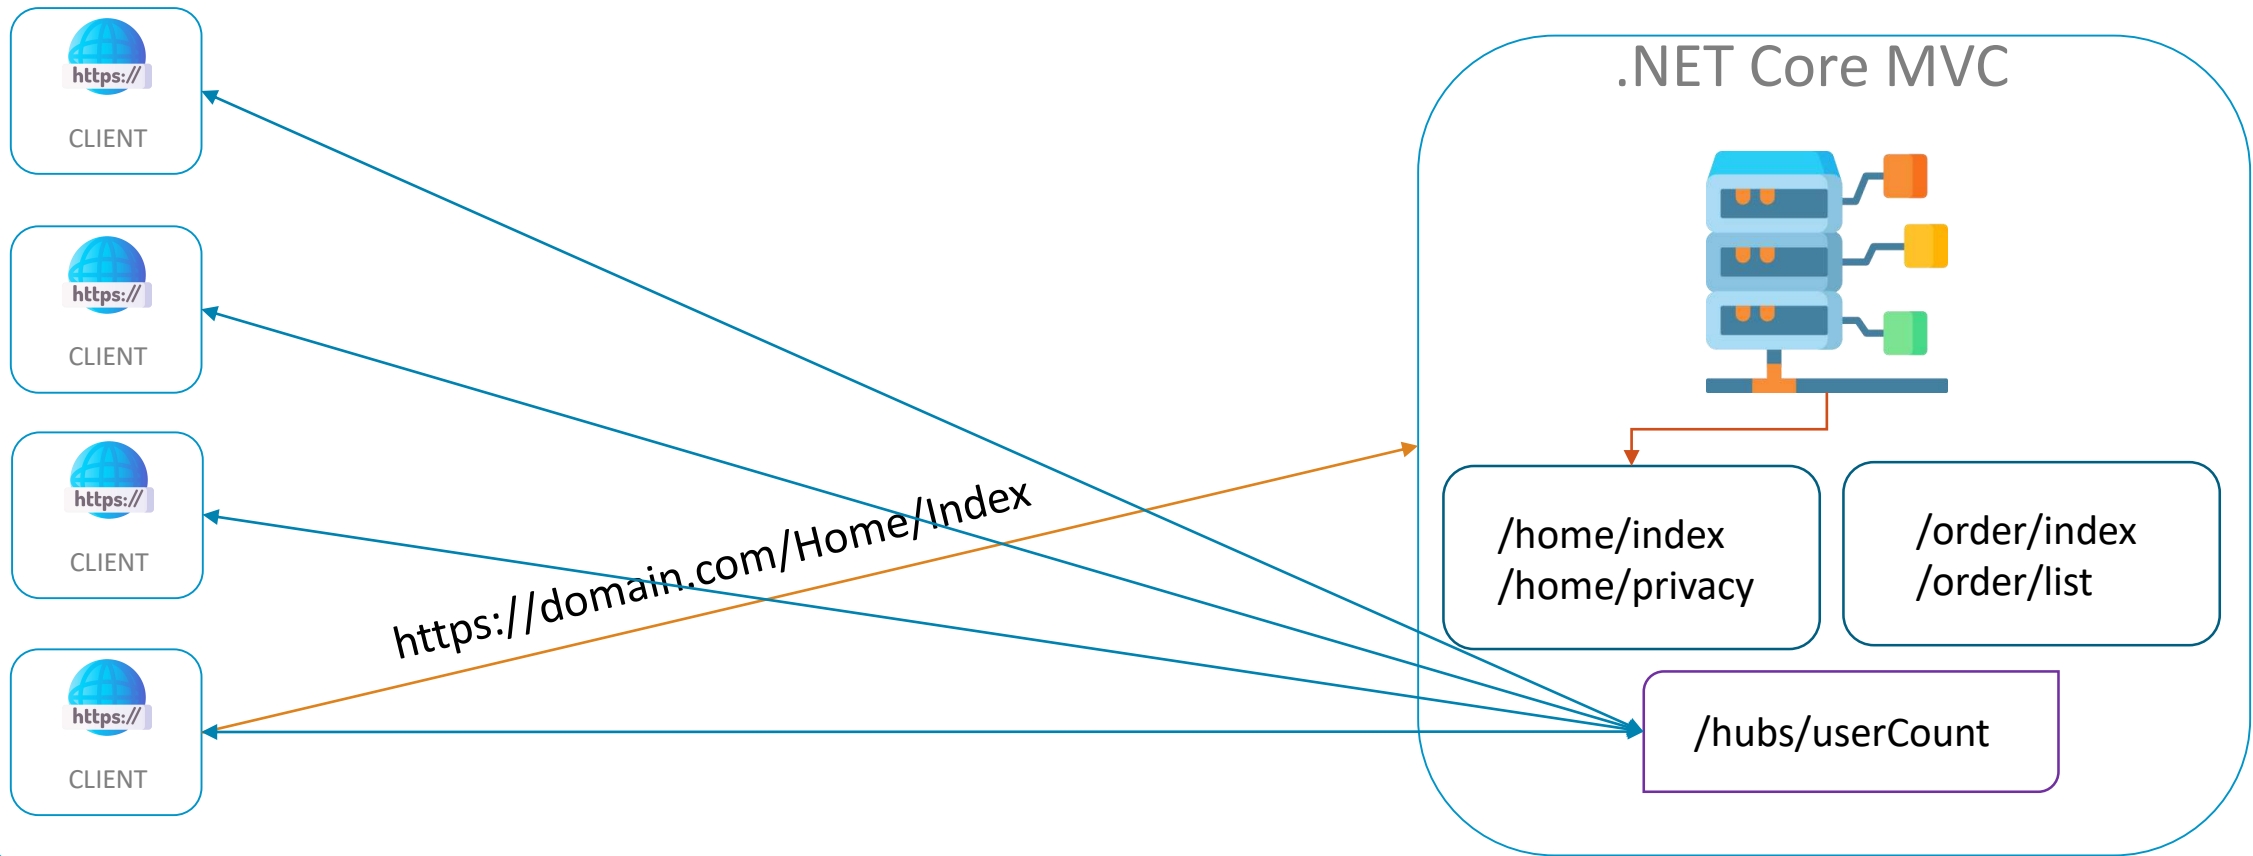 https://
CLIENT
https://
CLIENT
https://
CLIENT
https://
CLIENT
https://domain.com/Home/Index
.NET Core MVC
/home/index
/home/privacy
/order/index
/order/list
/hubs/userCount